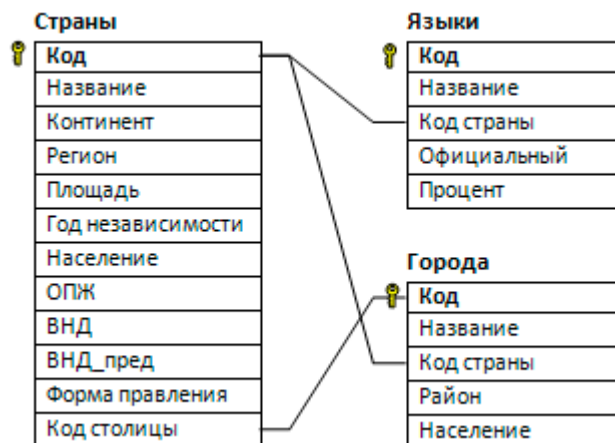 Страны
Код
Название
Континент
Регион
Площадь
Год независимости
Население
ОПЖ
ВНД
ВНД_пред
Форма правления
Код столицы
Языки
Код
Название
Код страны
Официальный
Процент
Города
Код
Название
Код страны
Район
Население